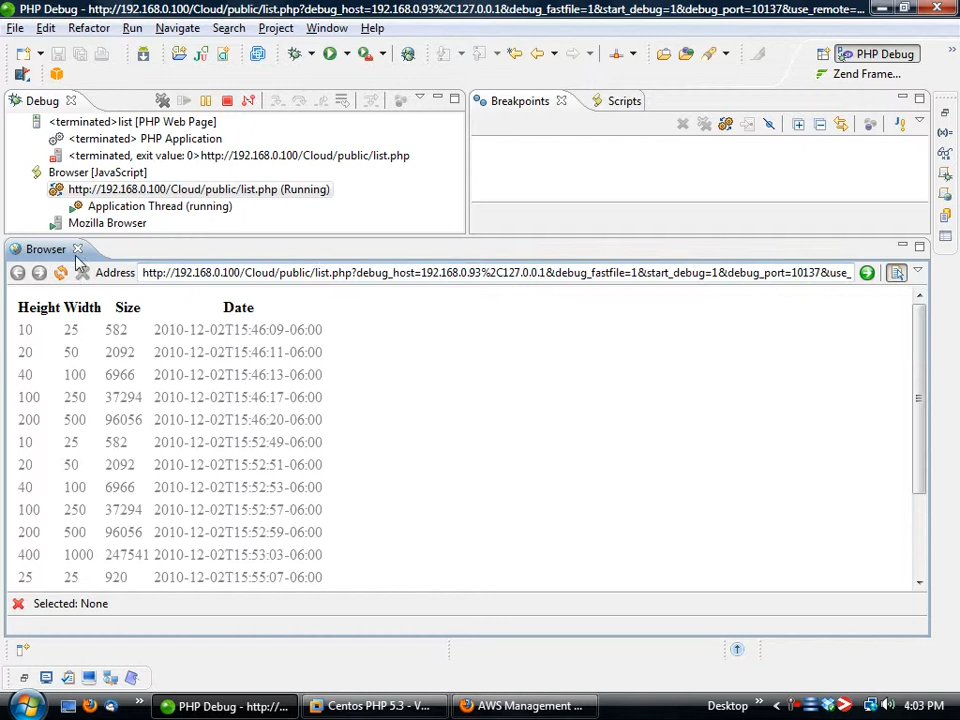 PHP Debug - http://192.168.0.100/Cloud/public/list.php?debug_host=192.168.0.93%2C127.0.0.1&debug_fastfile=1&start_debug=1&debug_port=10137&use_remote=...
File Edit Refactor Run Navigate Search Project Window Help
PHP Debug
Zend Frame...
Debug
<terminated>list [PHP Web Page]
<terminated> PHP Application
<terminated, exit value: 0>http://192.168.0.100/Cloud/public/list.php
Browser [JavaScript]
http://192.168.0.100/Cloud/public/list.php (Running)
Application Thread (running)
Mozilla Browser
Breakpoints Scripts
Browser
Address http://192.168.0.100/Cloud/public/list.php?debug_host=192.168.0.93%2C127.0.0.1&debug_fastfile=1&start_debug=1&debug_port=10137&use_
Height Width Size Date
10 25 582 2010-12-02T15:46:09-06:00
20 50 2092 2010-12-02T15:46:11-06:00
40 100 6966 2010-12-02T15:46:13-06:00
100 250 37294 2010-12-02T15:46:17-06:00
200 500 96056 2010-12-02T15:46:20-06:00
10 25 582 2010-12-02T15:52:49-06:00
20 50 2092 2010-12-02T15:52:51-06:00
40 100 6966 2010-12-02T15:52:53-06:00
100 250 37294 2010-12-02T15:52:57-06:00
200 500 96056 2010-12-02T15:52:59-06:00
400 1000 247541 2010-12-02T15:53:03-06:00
25 25 920 2010-12-02T15:55:07-06:00
Selected: None
PHP Debug - http://...
Centos PHP 5.3 - V...
AWS Management ...
Desktop
4:03 PM